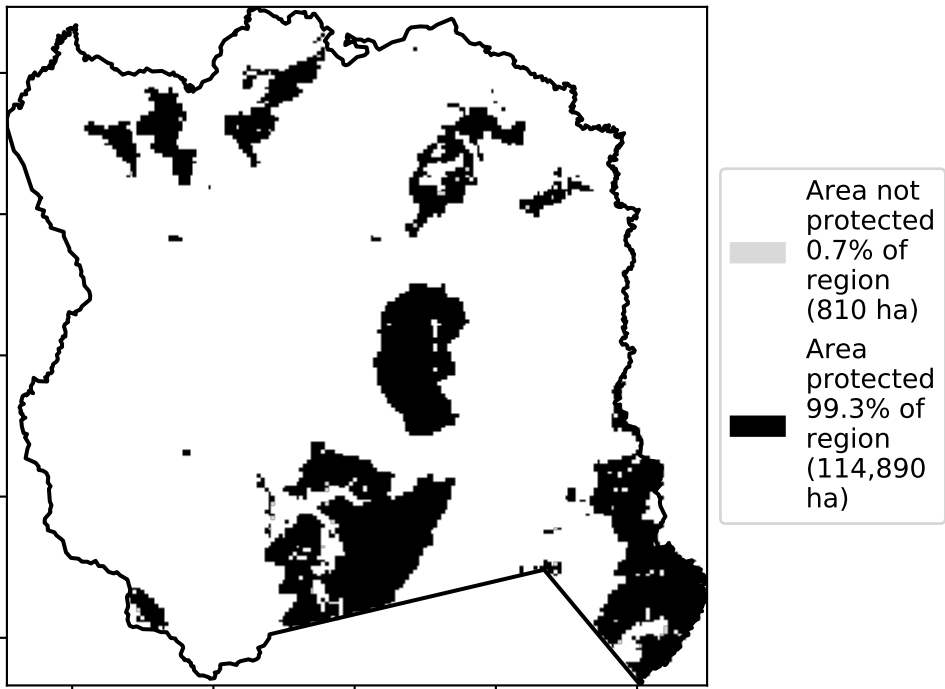 Area not
protected
0.7% of
region
(810 ha)
Area
protected
99.3% of
region
(114,890
ha)